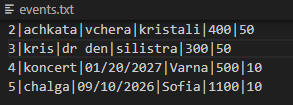 events.txt
2|achkata|vchera|kristali|400|50
3|kris|dr den|silistra|300|50
4|koncert|01/20/2027|Varna|500|10
5|chalga|09/10/2026|Sofia|1100|10